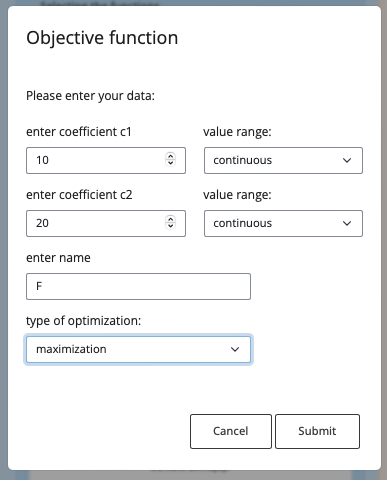 Objective function
Please enter your data:
enter coefficient c1 value range:
10 continuous
enter coefficient c2 value range:
20 continuous
enter name
F
type of optimization:
maximization
Cancel Submit